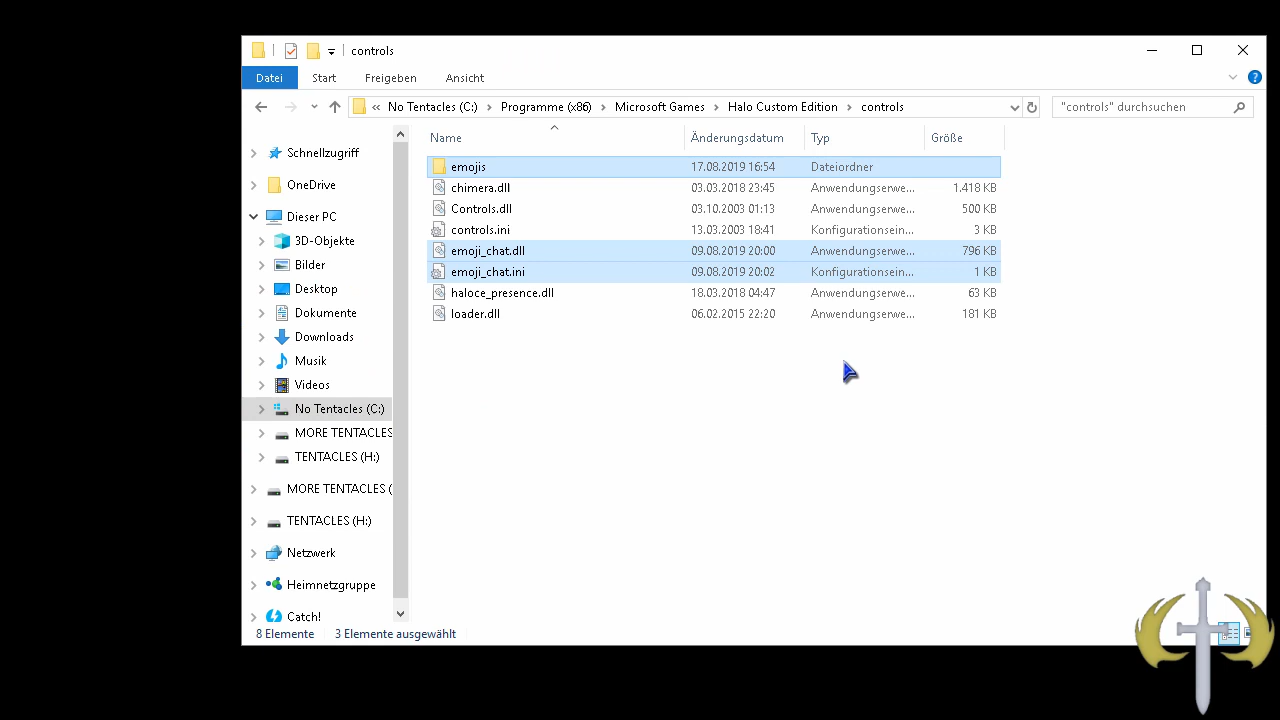 controls
Datei Start Freigeben Ansicht
« No Tentacles (C:) > Programme (x86) > Microsoft Games > Halo Custom Edition > controls "controls" durchsuchen
Name Änderungsdatum Typ Größe
emojis 17.08.2019 16:54 Dateiordner
chimera.dll 03.03.2018 23:45 Anwendungserwe... 1.418 KB
Controls.dll 03.10.2003 01:13 Anwendungserwe... 500 KB
controls.ini 13.03.2003 18:41 Konfigurationsein... 3 KB
emoji_chat.dll 09.08.2019 20:00 Anwendungserwe... 796 KB
emoji_chat.ini 09.08.2019 20:02 Konfigurationsein... 1 KB
haloce_presence.dll 18.03.2018 04:47 Anwendungserwe... 63 KB
loader.dll 06.02.2015 22:20 Anwendungserwe... 181 KB
Schnellzugriff
OneDrive
Dieser PC
3D-Objekte
Bilder
Desktop
Dokumente
Downloads
Musik
Videos
No Tentacles (C:)
MORE TENTACLES
TENTACLES (H:)
MORE TENTACLES (
TENTACLES (H:)
Netzwerk
Heimnetzgruppe
Catch!
8 Elemente 3 Elemente ausgewählt